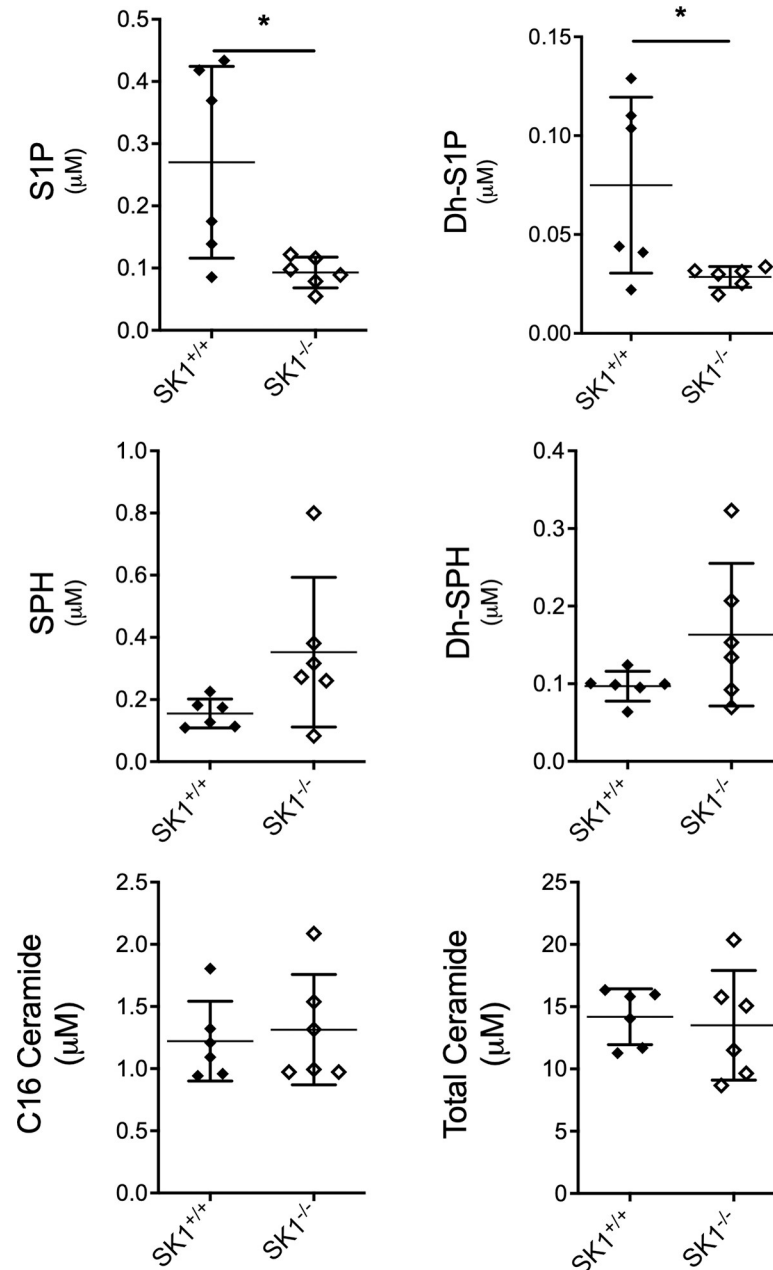 *
S1P
(μM)
0.5
0.4
0.3
0.2
0.1
0.0
SK1+/+
SK1-/-
*
Dh-S1P
(μM)
0.15
0.10
0.05
0.00
SK1+/+
SK1-/-
SPH
(μM)
1.0
0.8
0.6
0.4
0.2
0.0
SK1+/+
SK1-/-
Dh-SPH
(μM)
0.4
0.3
0.2
0.1
0.0
SK1+/+
SK1-/-
C16 Ceramide
(μM)
2.5
2.0
1.5
1.0
0.5
0.0
SK1+/+
SK1-/-
Total Ceramide
(μM)
25
20
15
10
5
0
SK1+/+
SK1-/-